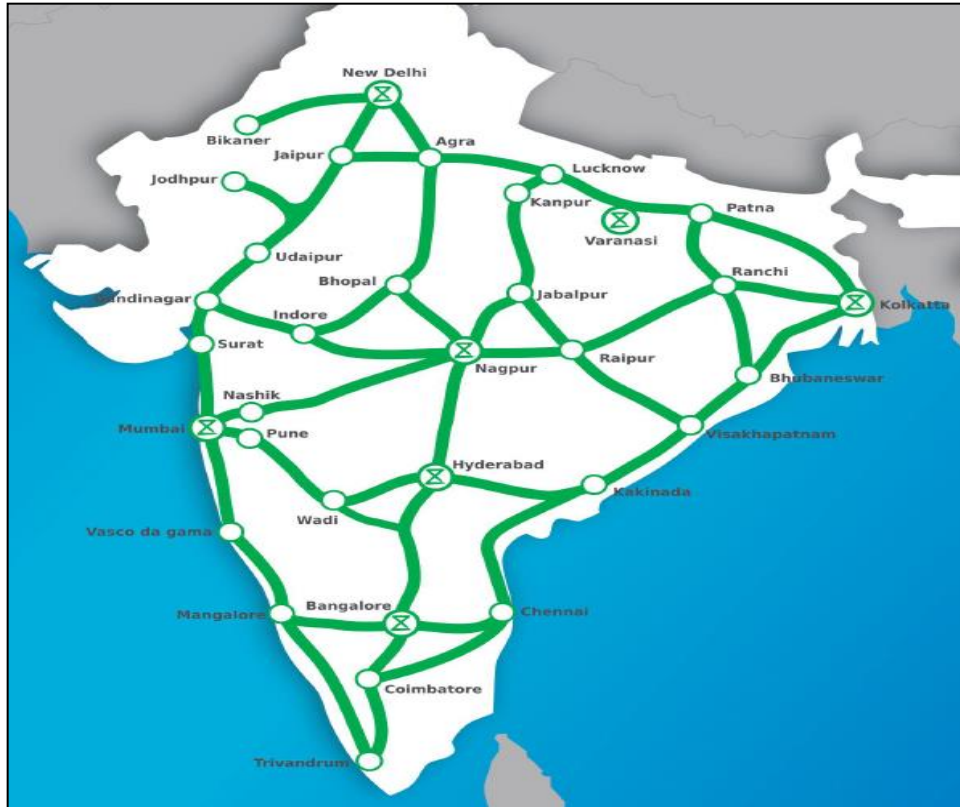 New Delhi
Bikaner
Jaipur
Agra
Jodhpur
Lucknow
Kanpur
Patna
Varanasi
Udaipur
Bhopal
Ranchi
Jabalpur
Gandinagar
Kolkatta
Indore
Surat
Nagpur
Raipur
Bhubaneswar
Nashik
Mumbai
Pune
Visakhapatnam
Hyderabad
Kakinada
Wadi
Vasco da gama
Bangalore
Mangalore
Chennai
Coimbatore
Trivandrum